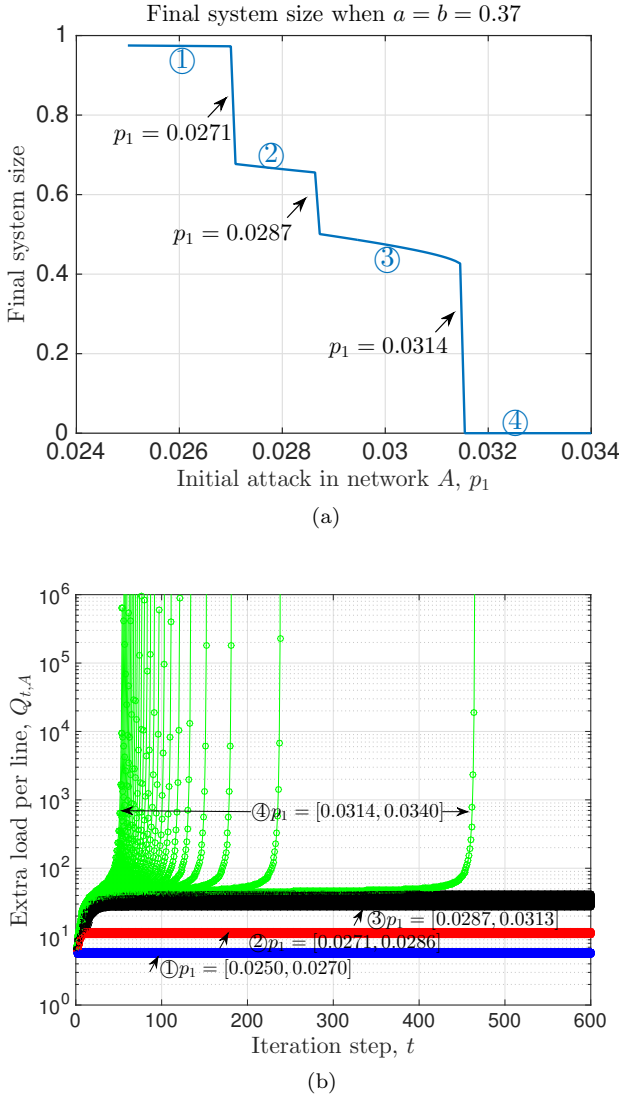 Final system size when a = b = 0.37
1
0.8
0.6
0.4
0.2
0
Final system size
①
p₁ = 0.0271
②
p₁ = 0.0287
③
p₁ = 0.0314
④
0.024 0.026 0.028 0.03 0.032 0.034
Initial attack in network A, p₁
(a)
10⁶
10⁵
10⁴
10³
10²
10¹
10⁰
Extra load per line, Q_{t,A}
④p₁ = [0.0314, 0.0340]
③p₁ = [0.0287, 0.0313]
②p₁ = [0.0271, 0.0286]
①p₁ = [0.0250, 0.0270]
0 100 200 300 400 500 600
Iteration step, t
(b)